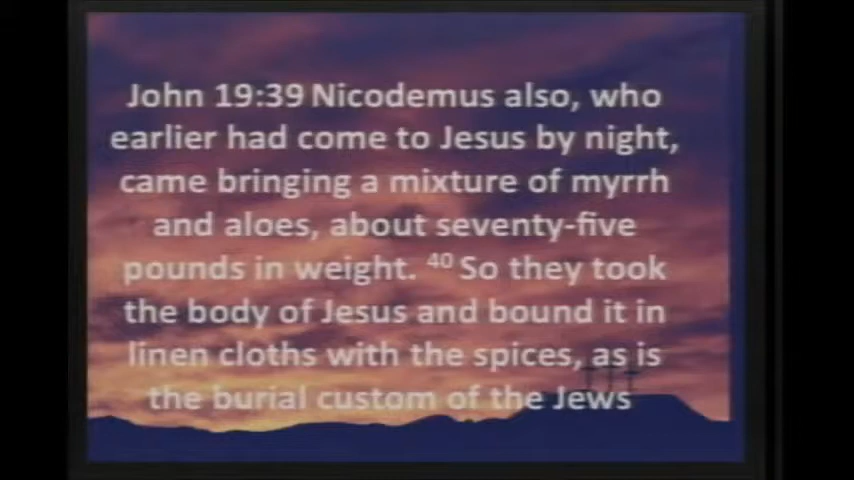 John 19:39 Nicodemus also, who
earlier had come to Jesus by night,
came bringing a mixture of myrrh
and aloes, about seventy-five
pounds in weight. ⁴⁰ So they took
the body of Jesus and bound it in
linen cloths with the spices, as is
the burial custom of the Jews